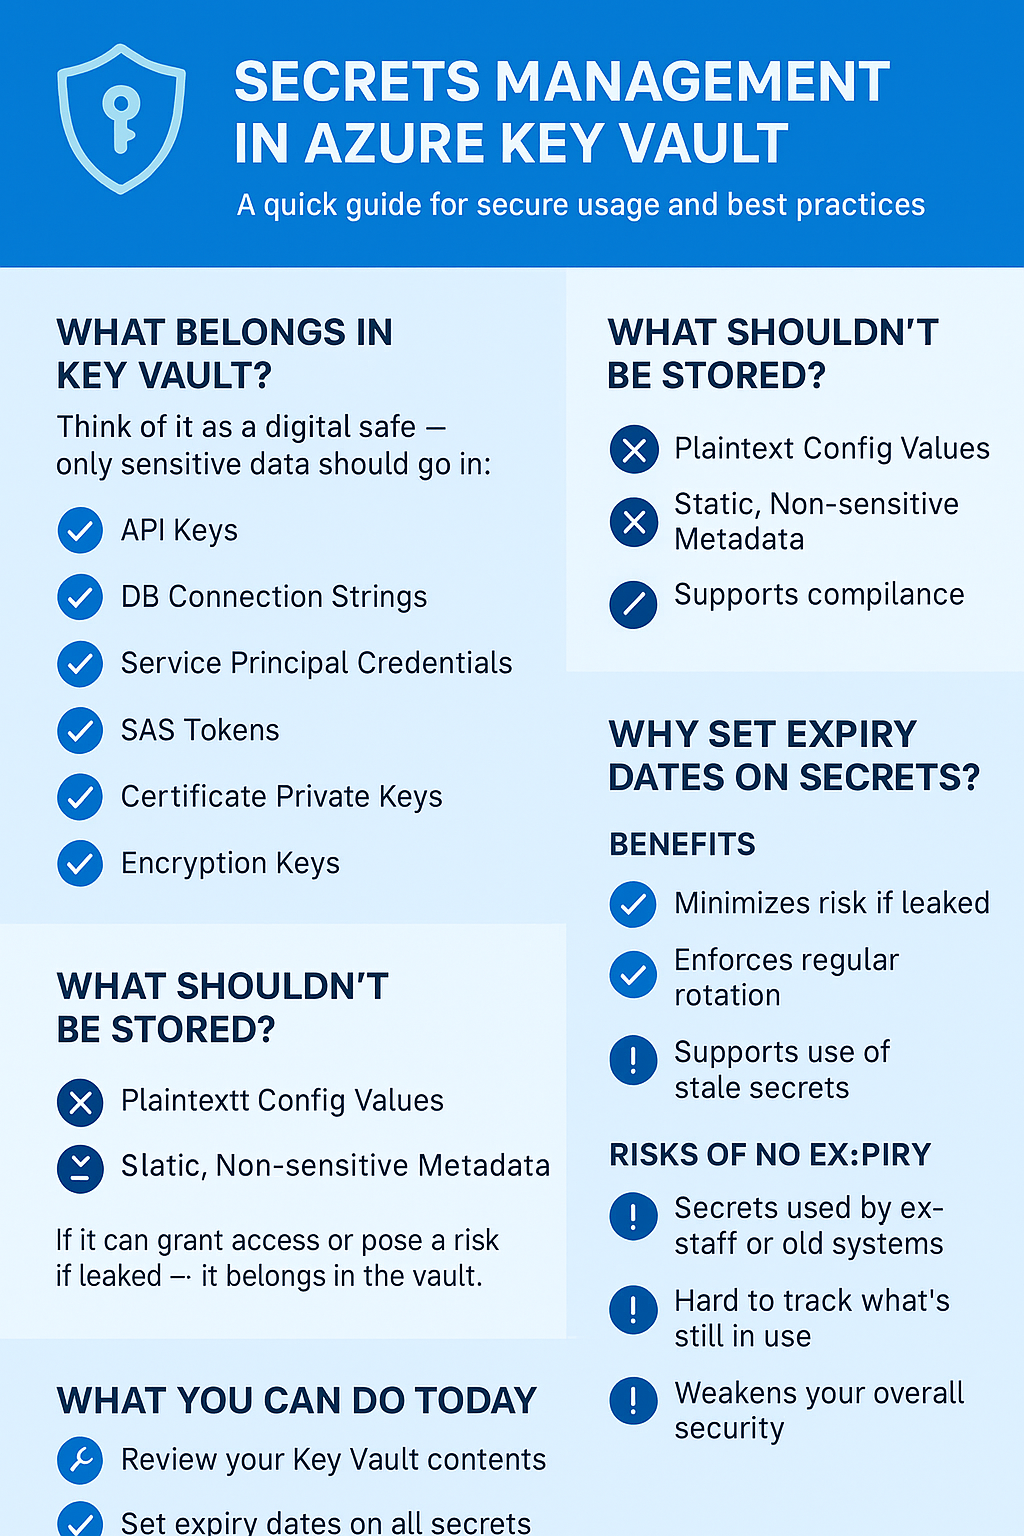 SECRETS MANAGEMENT
IN AZURE KEY VAULT
A quick guide for secure usage and best practices
WHAT BELONGS IN
KEY VAULT?
Think of it as a digital safe —
only sensitive data should go in:
API Keys
DB Connection Strings
Service Principal Credentials
SAS Tokens
Certificate Private Keys
Encryption Keys
WHAT SHOULDN'T
BE STORED?
Plaintextt Config Values
Slatic, Non-sensitive Metadata
If it can grant access or pose a risk
if leaked —· it belongs in the vault.
WHAT YOU CAN DO TODAY
Review your Key Vault contents
Set expiry dates on all secrets
WHAT SHOULDN'T
BE STORED?
Plaintext Config Values
Static, Non-sensitive
Metadata
Supports compilance
WHY SET EXPIRY
DATES ON SECRETS?
BENEFITS
Minimizes risk if leaked
Enforces regular
rotation
Supports use of
stale secrets
RISKS OF NO EX:PIRY
Secrets used by ex-
staff or old systems
Hard to track what's
still in use
Weakens your overall
security